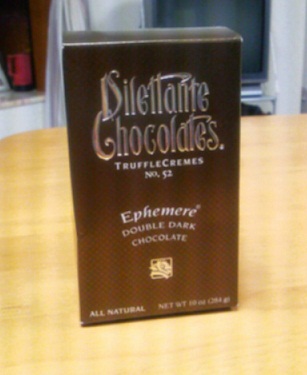 Dilettante
Chocolates®
TRUFFLECREMES
NO. 52
Ephemere®
DOUBLE DARK
CHOCOLATE
ALL NATURAL NET WT 10 oz (284 g)